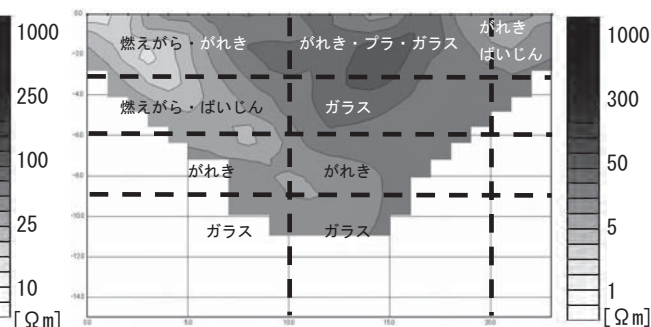 1000
250
100
25
10
[Ωm]
燃えがら・がれき
がれき・プラ・ガラス
がれき
ばいじん
燃えがら・ばいじん
ガラス
がれき
がれき
ガラス
ガラス
1000
300
50
5
1
[Ωm]